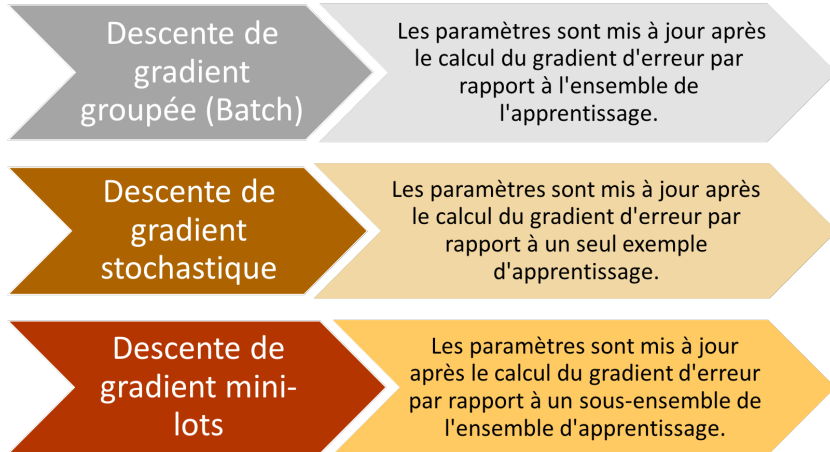 Descente de
gradient
groupée (Batch)
Les paramètres sont mis à jour après
le calcul du gradient d'erreur par
rapport à l'ensemble de
l'apprentissage.
Descente de
gradient
stochastique
Les paramètres sont mis à jour après
le calcul du gradient d'erreur par
rapport à un seul exemple
d'apprentissage.
Descente de
gradient mini-
lots
Les paramètres sont mis à jour
après le calcul du gradient d'erreur
par rapport à un sous-ensemble de
l'ensemble d'apprentissage.